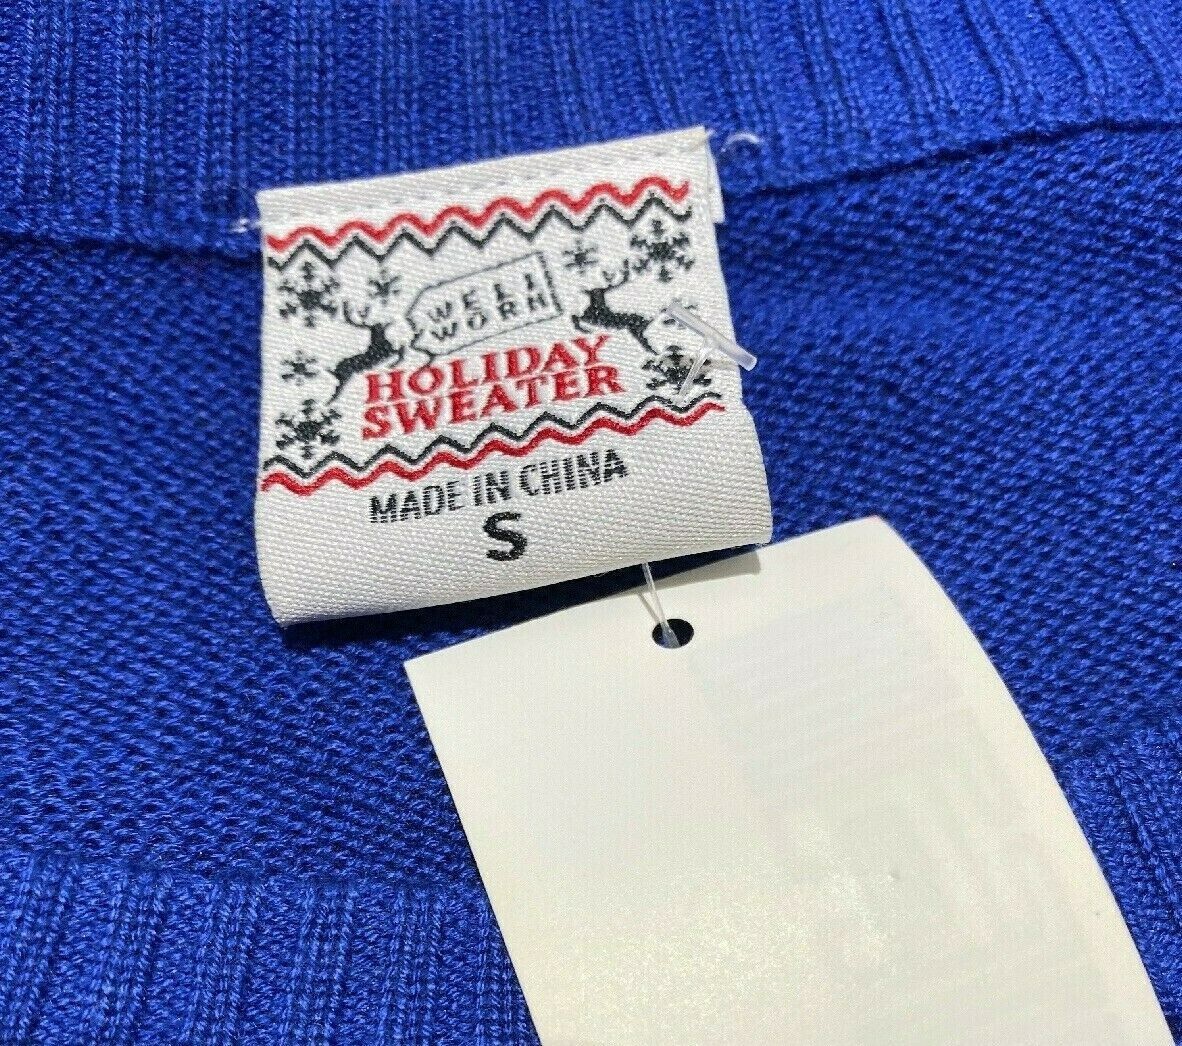 WELL
WORN
HOLIDAY
SWEATER
MADE IN CHINA
S